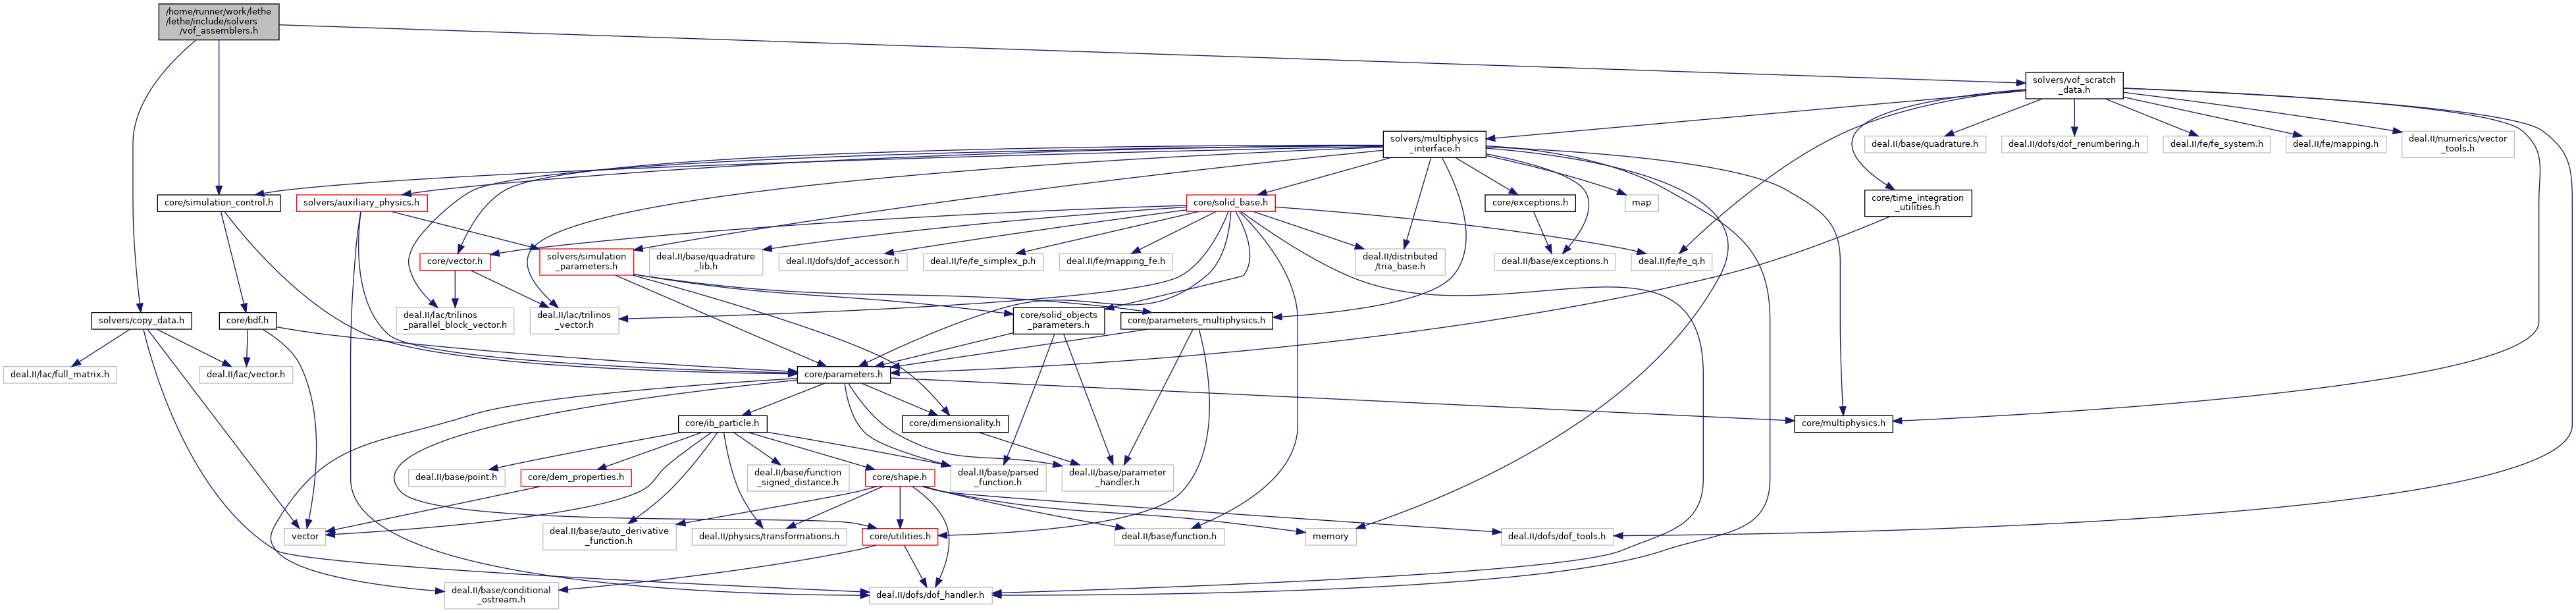 /home/runner/work/lethe
/lethe/include/solvers
/vof_assemblers.h
solvers/vof_scratch
_data.h
solvers/multiphysics
_interface.h
deal.II/base/quadrature.h
deal.II/dofs/dof_renumbering.h
deal.II/fe/fe_system.h
deal.II/fe/mapping.h
deal.II/numerics/vector
_tools.h
core/simulation_control.h
solvers/auxiliary_physics.h
core/solid_base.h
core/exceptions.h
map
core/time_integration
_utilities.h
core/vector.h
solvers/simulation
_parameters.h
deal.II/base/quadrature
_lib.h
deal.II/dofs/dof_accessor.h
deal.II/fe/fe_simplex_p.h
deal.II/fe/mapping_fe.h
deal.II/distributed
/tria_base.h
deal.II/base/exceptions.h
deal.II/fe/fe_q.h
solvers/copy_data.h
core/bdf.h
deal.II/lac/trilinos
_parallel_block_vector.h
deal.II/lac/trilinos
_vector.h
core/solid_objects
_parameters.h
core/parameters_multiphysics.h
deal.II/lac/full_matrix.h
deal.II/lac/vector.h
core/parameters.h
core/ib_particle.h
core/dimensionality.h
core/multiphysics.h
deal.II/base/point.h
core/dem_properties.h
deal.II/base/function
_signed_distance.h
core/shape.h
deal.II/base/parsed
_function.h
deal.II/base/parameter
_handler.h
vector
deal.II/base/auto_derivative
_function.h
deal.II/physics/transformations.h
core/utilities.h
deal.II/base/function.h
memory
deal.II/dofs/dof_tools.h
deal.II/base/conditional
_ostream.h
deal.II/dofs/dof_handler.h